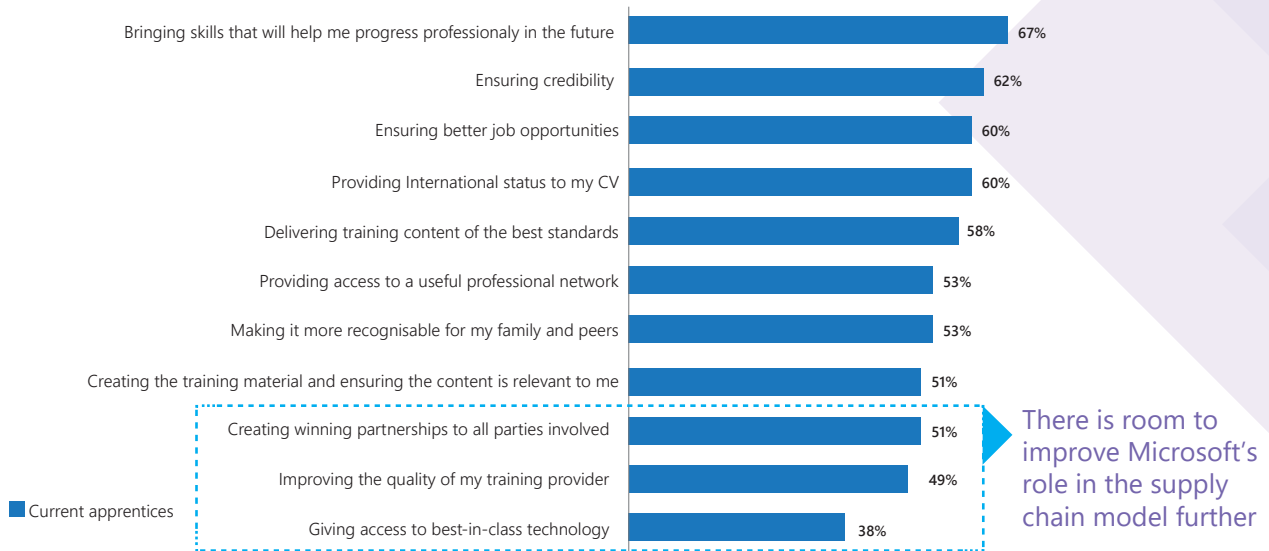 Bringing skills that will help me progress professionaly in the future 67%
Ensuring credibility 62%
Ensuring better job opportunities 60%
Providing International status to my CV 60%
Delivering training content of the best standards 58%
Providing access to a useful professional network 53%
Making it more recognisable for my family and peers 53%
Creating the training material and ensuring the content is relevant to me 51%
Creating winning partnerships to all parties involved 51%
Improving the quality of my training provider 49%
Giving access to best-in-class technology 38%
Current apprentices
There is room to
improve Microsoft’s
role in the supply
chain model further